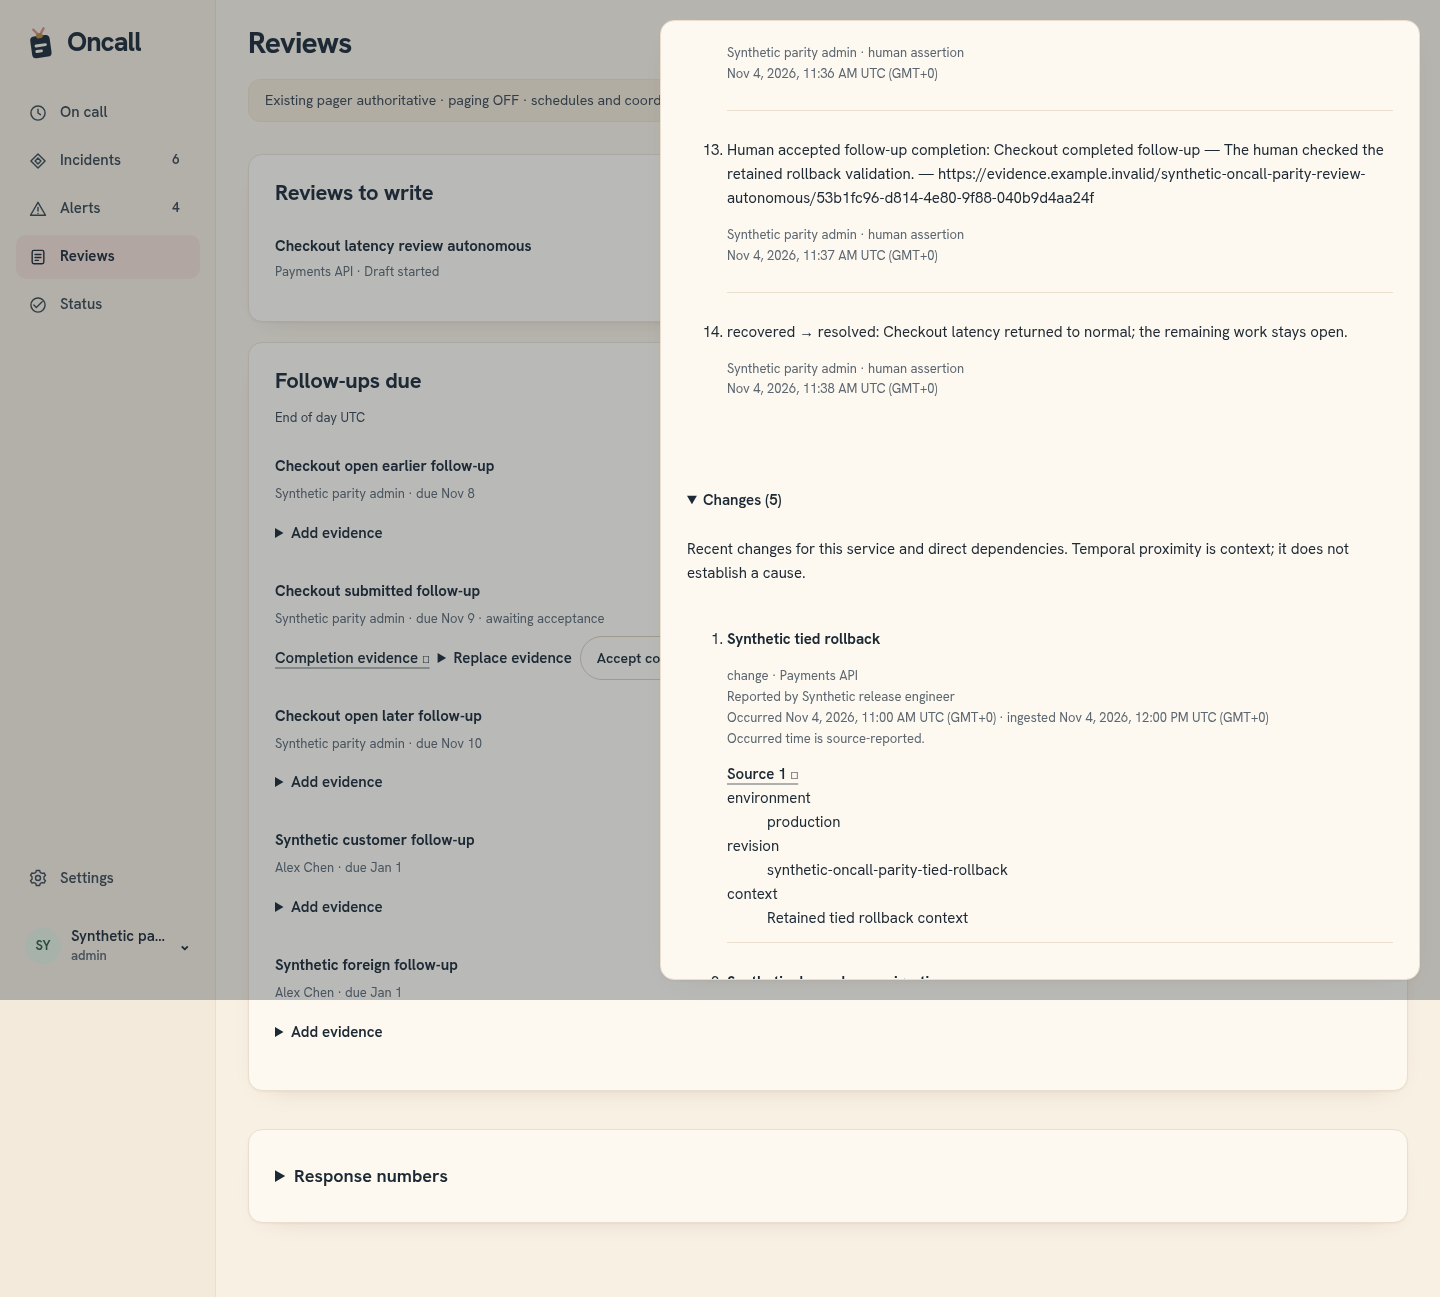 Oncall
On call
Incidents 6
Alerts 4
Reviews
Status
Settings
SY
Synthetic pa...
admin
Reviews
Existing pager authoritative · paging OFF · schedules and coord
Reviews to write
Checkout latency review autonomous
Payments API · Draft started
Follow-ups due
End of day UTC
Checkout open earlier follow-up
Synthetic parity admin · due Nov 8
Add evidence
Checkout submitted follow-up
Synthetic parity admin · due Nov 9 · awaiting acceptance
Completion evidence Replace evidence Accept co
Checkout open later follow-up
Synthetic parity admin · due Nov 10
Add evidence
Synthetic customer follow-up
Alex Chen · due Jan 1
Add evidence
Synthetic foreign follow-up
Alex Chen · due Jan 1
Add evidence
Response numbers
Synthetic parity admin · human assertion
Nov 4, 2026, 11:36 AM UTC (GMT+0)
13. Human accepted follow-up completion: Checkout completed follow-up — The human checked the
retained rollback validation. — https://evidence.example.invalid/synthetic-oncall-parity-review-
autonomous/53b1fc96-d814-4e80-9f88-040b9d4aa24f
Synthetic parity admin · human assertion
Nov 4, 2026, 11:37 AM UTC (GMT+0)
14. recovered → resolved: Checkout latency returned to normal; the remaining work stays open.
Synthetic parity admin · human assertion
Nov 4, 2026, 11:38 AM UTC (GMT+0)
Changes (5)
Recent changes for this service and direct dependencies. Temporal proximity is context; it does not
establish a cause.
1. Synthetic tied rollback
change · Payments API
Reported by Synthetic release engineer
Occurred Nov 4, 2026, 11:00 AM UTC (GMT+0) · ingested Nov 4, 2026, 12:00 PM UTC (GMT+0)
Occurred time is source-reported.
Source 1
environment
production
revision
synthetic-oncall-parity-tied-rollback
context
Retained tied rollback context